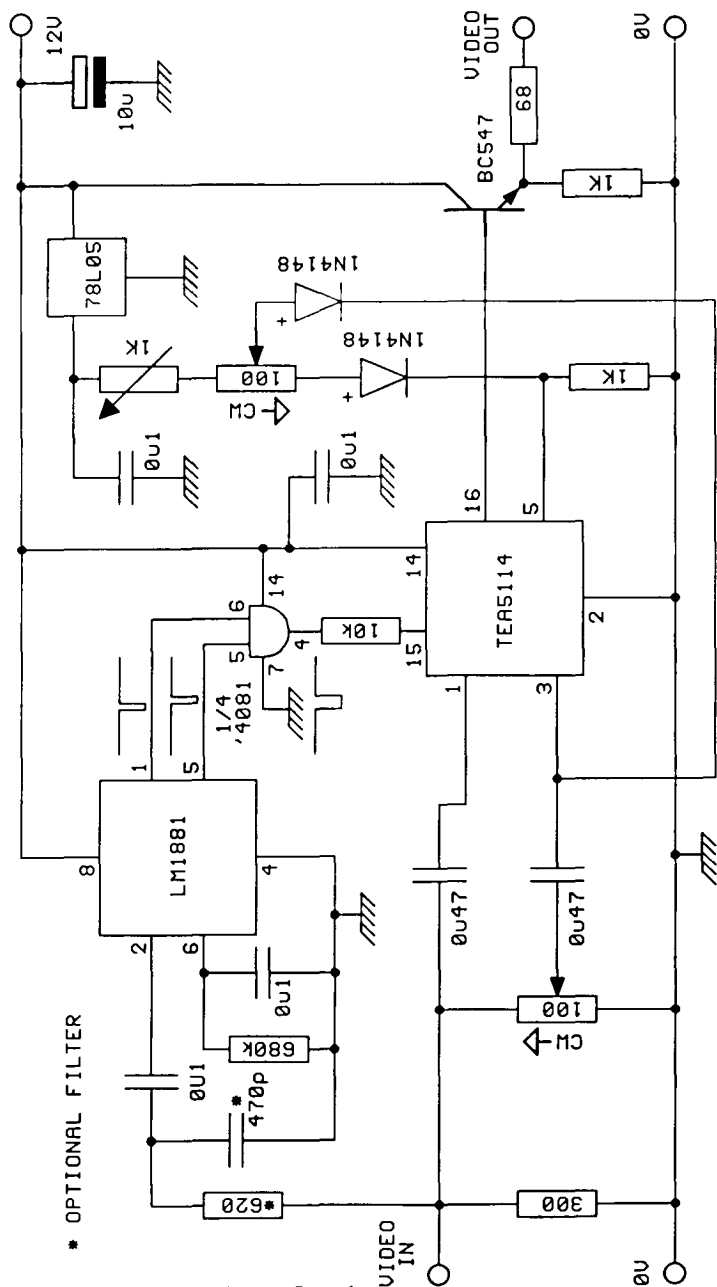 * OPTIONAL FILTER
12V
10u
78L05
1K
0u1
100
CW
1N4148
1N4148
BC547
VIDEO
OUT
68
1K
1K
0V
0u1
8
LM1881
2
6
1
5
4
0U1
*
470p
680k
0u1
*620
1/4
'4081
6
5
14
7
4
10k
15
14
16
5
TEA5114
1
3
2
0u47
0u47
100
CW
300
VIDEO
IN
0V